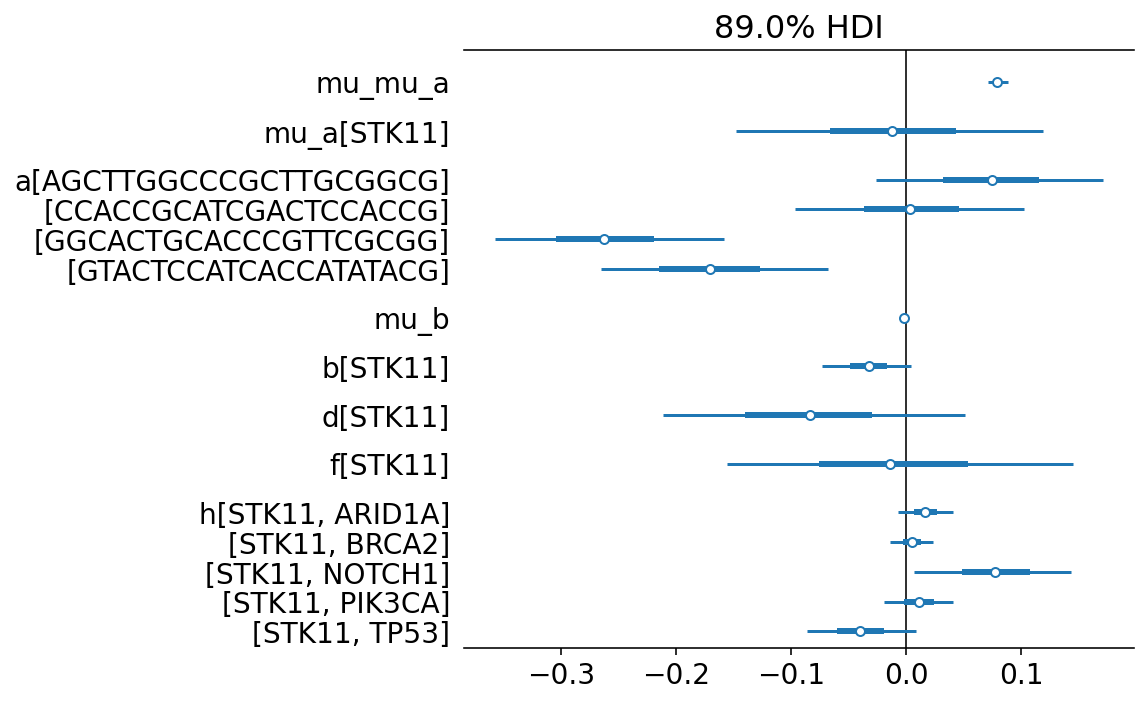 89.0% HDI
mu_mu_a
mu_a[STK11]
a[AGCTTGGCCCGCTTGCGGCG]
[CCACCGCATCGACTCCACCG]
[GGCACTGCACCCGTTCGCGG]
[GTACTCCATCACCATATACG]
mu_b
b[STK11]
d[STK11]
f[STK11]
h[STK11, ARID1A]
[STK11, BRCA2]
[STK11, NOTCH1]
[STK11, PIK3CA]
[STK11, TP53]
−0.3 −0.2 −0.1 0.0 0.1